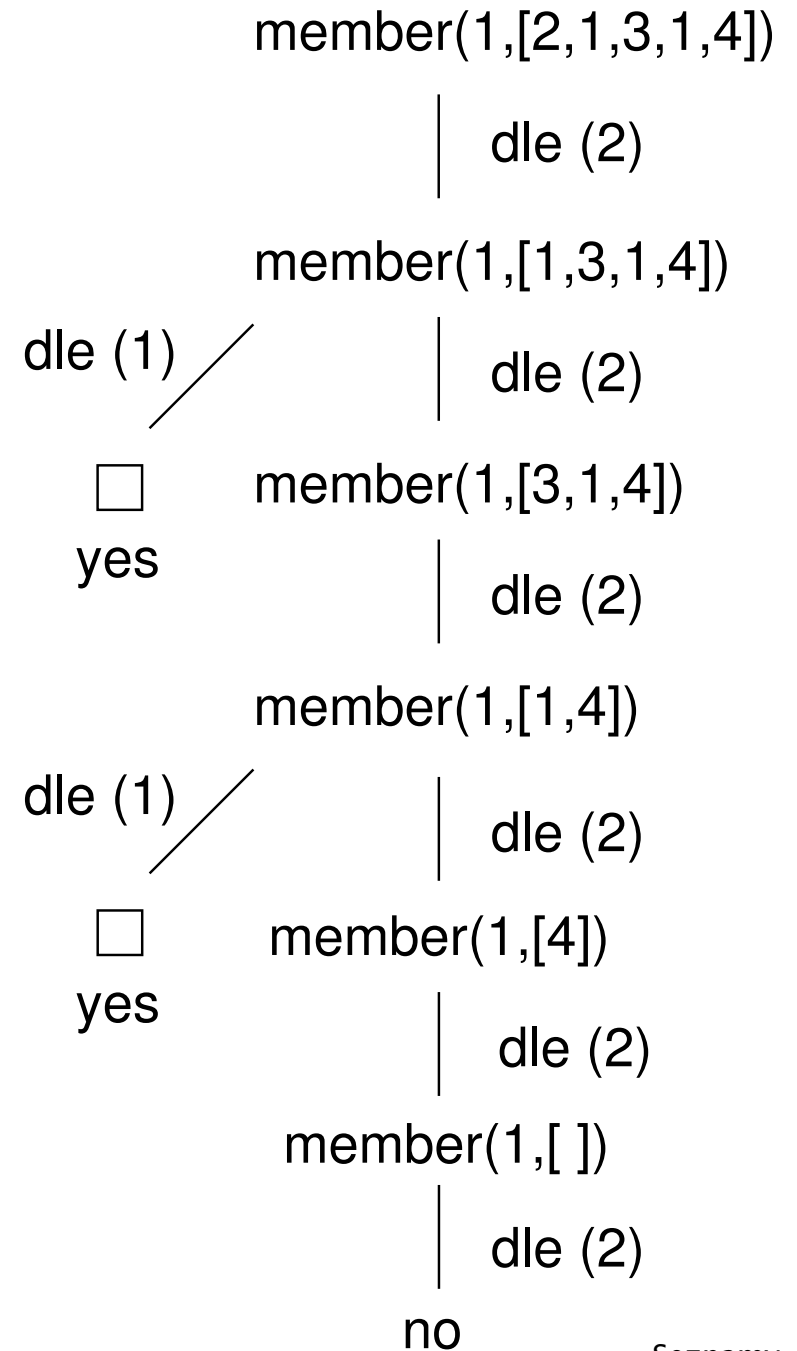 member(1,[2,1,3,1,4])
dle (2)
member(1,[1,3,1,4])
dle (1)
dle (2)
member(1,[3,1,4])
yes
dle (2)
member(1,[1,4])
dle (1)
dle (2)
member(1,[4])
yes
dle (2)
member(1,[ ])
dle (2)
no